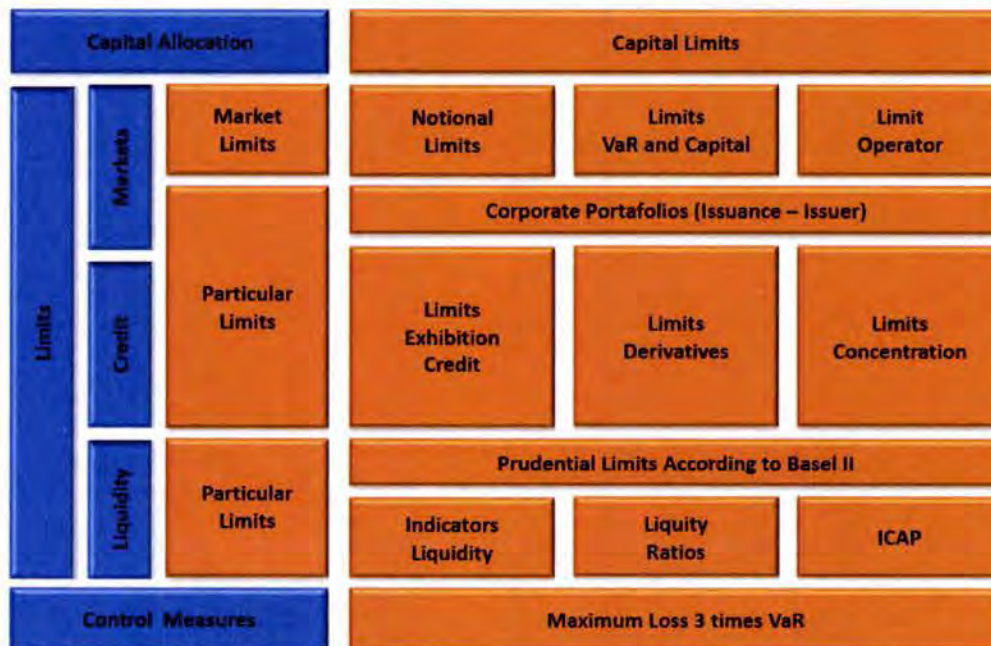 Capital Allocation
Capital Limits
Limits
Markets
Market
Limits
Notional
Limits
Limits
VaR and Capital
Limit
Operator
Corporate Portafolios (Issuance – Issuer)
Credit
Particular
Limits
Limits
Exhibition
Credit
Limits
Derivatives
Limits
Concentration
Prudential Limits According to Basel II
Liquidity
Particular
Limits
Indicators
Liquidity
Liquity
Ratios
ICAP
Control Measures
Maximum Loss 3 times VaR